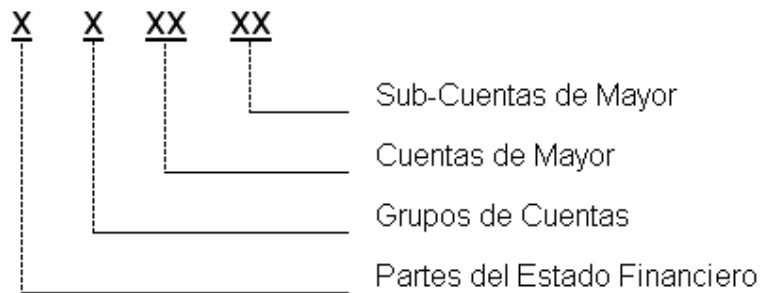 X X XX XX
Sub-Cuentas de Mayor
Cuentas de Mayor
Grupos de Cuentas
Partes del Estado Financiero